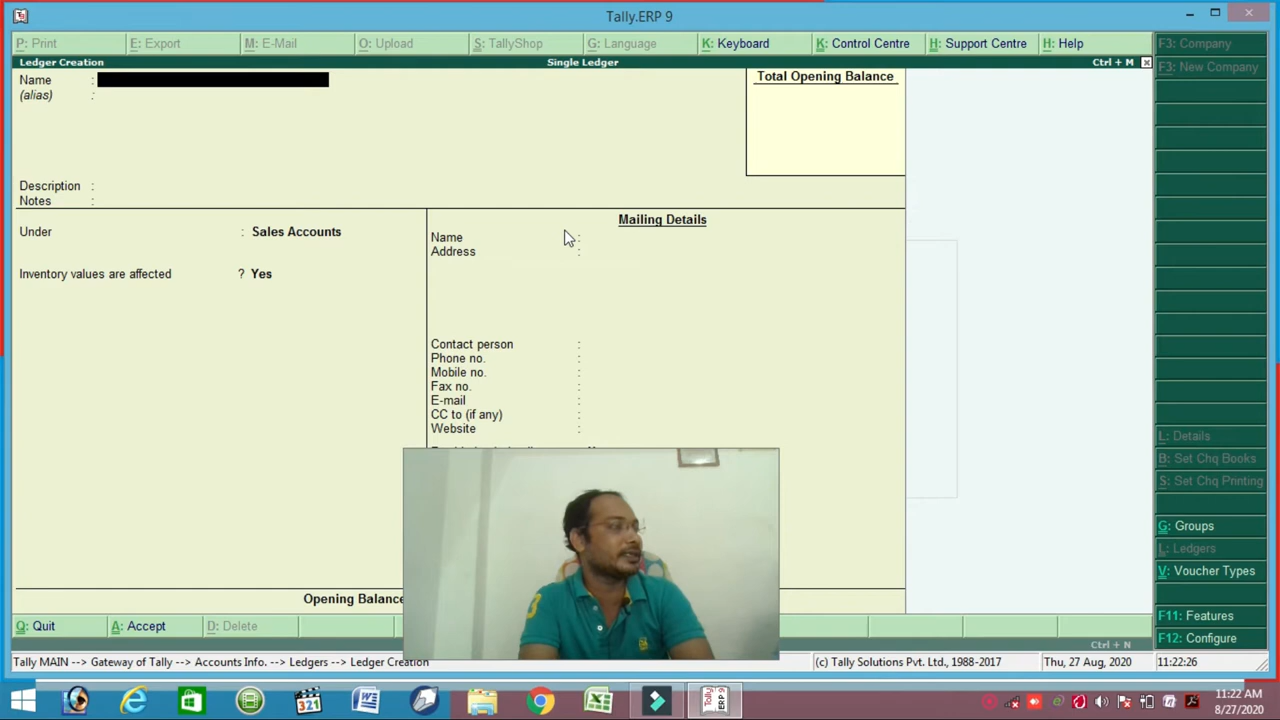 Tally.ERP 9
P: Print E: Export M: E-Mail O: Upload S: TallyShop G: Language K: Keyboard K: Control Centre H: Support Centre H: Help
F3: Company
Ledger Creation Single Ledger Ctrl + M
F3: New Company
Name :
(alias) :
Total Opening Balance
Description :
Notes :
Under : Sales Accounts
Inventory values are affected ? Yes
Mailing Details
Name :
Address :
Contact person :
Phone no. :
Mobile no. :
Fax no. :
E-mail :
CC to (if any) :
Website :
Opening Balance
L: Details
B: Set Chq Books
S: Set Chq Printing
G: Groups
L: Ledgers
V: Voucher Types
F11: Features
F12: Configure
Q: Quit A: Accept D: Delete
Ctrl + N
Tally MAIN --> Gateway of Tally --> Accounts Info. --> Ledgers --> Ledger Creation (c) Tally Solutions Pvt. Ltd., 1988-2017 Thu, 27 Aug, 2020 11:22:26
321
ERP 9
11:22 AM
8/27/2020